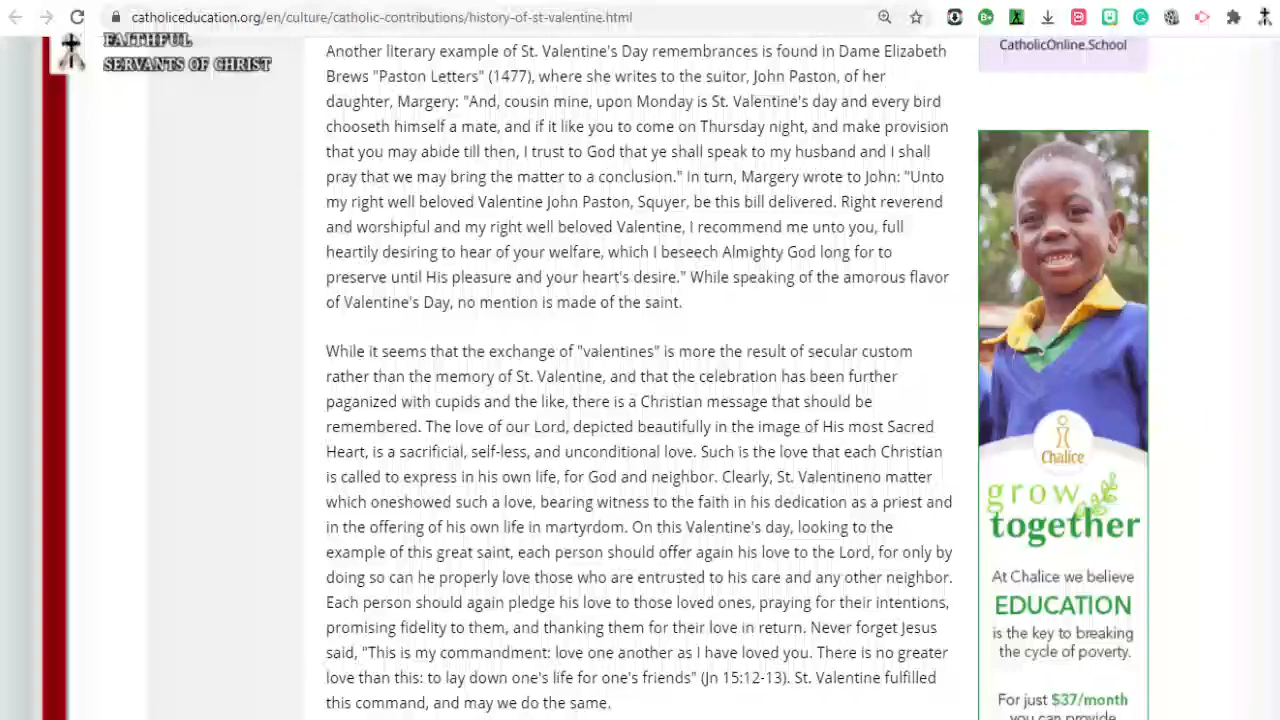 catholiceducation.org/en/culture/catholic-contributions/history-of-st-valentine.html
FAITHFUL
SERVANTS OF CHRIST
Another literary example of St. Valentine's Day remembrances is found in Dame Elizabeth
Brews "Paston Letters" (1477), where she writes to the suitor, John Paston, of her
daughter, Margery: "And, cousin mine, upon Monday is St. Valentine's day and every bird
chooseth himself a mate, and if it like you to come on Thursday night, and make provision
that you may abide till then, I trust to God that ye shall speak to my husband and I shall
pray that we may bring the matter to a conclusion." In turn, Margery wrote to John: "Unto
my right well beloved Valentine John Paston, Squyer, be this bill delivered. Right reverend
and worshipful and my right well beloved Valentine, I recommend me unto you, full
heartily desiring to hear of your welfare, which I beseech Almighty God long for to
preserve until His pleasure and your heart's desire." While speaking of the amorous flavor
of Valentine's Day, no mention is made of the saint.
While it seems that the exchange of "valentines" is more the result of secular custom
rather than the memory of St. Valentine, and that the celebration has been further
paganized with cupids and the like, there is a Christian message that should be
remembered. The love of our Lord, depicted beautifully in the image of His most Sacred
Heart, is a sacrificial, self-less, and unconditional love. Such is the love that each Christian
is called to express in his own life, for God and neighbor. Clearly, St. Valentineno matter
which oneshowed such a love, bearing witness to the faith in his dedication as a priest and
in the offering of his own life in martyrdom. On this Valentine's day, looking to the
example of this great saint, each person should offer again his love to the Lord, for only by
doing so can he properly love those who are entrusted to his care and any other neighbor.
Each person should again pledge his love to those loved ones, praying for their intentions,
promising fidelity to them, and thanking them for their love in return. Never forget Jesus
said, "This is my commandment: love one another as I have loved you. There is no greater
love than this: to lay down one's life for one's friends" (Jn 15:12-13). St. Valentine fulfilled
this command, and may we do the same.
CatholicOnline.School
Chalice
grow
together
At Chalice we believe
EDUCATION
is the key to breaking
the cycle of poverty.
For just $37/month
you can provide